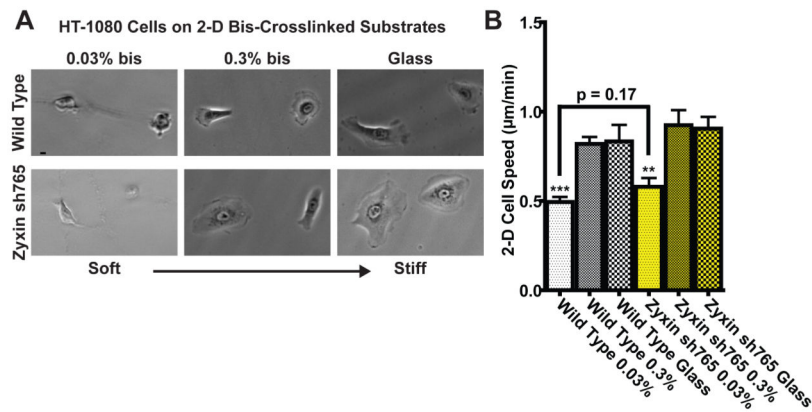 A
HT-1080 Cells on 2-D Bis-Crosslinked Substrates
0.03% bis
0.3% bis
Glass
Wild Type
Zyxin sh765
Soft
Stiff
B
2-D Cell Speed (µm/min)
1.5
1.0
0.5
0.0
p = 0.17
***
**
Wild Type 0.03%
Wild Type 0.3%
Wild Type Glass
Zyxin sh765 0.03%
Zyxin sh765 0.3%
Zyxin sh765 Glass